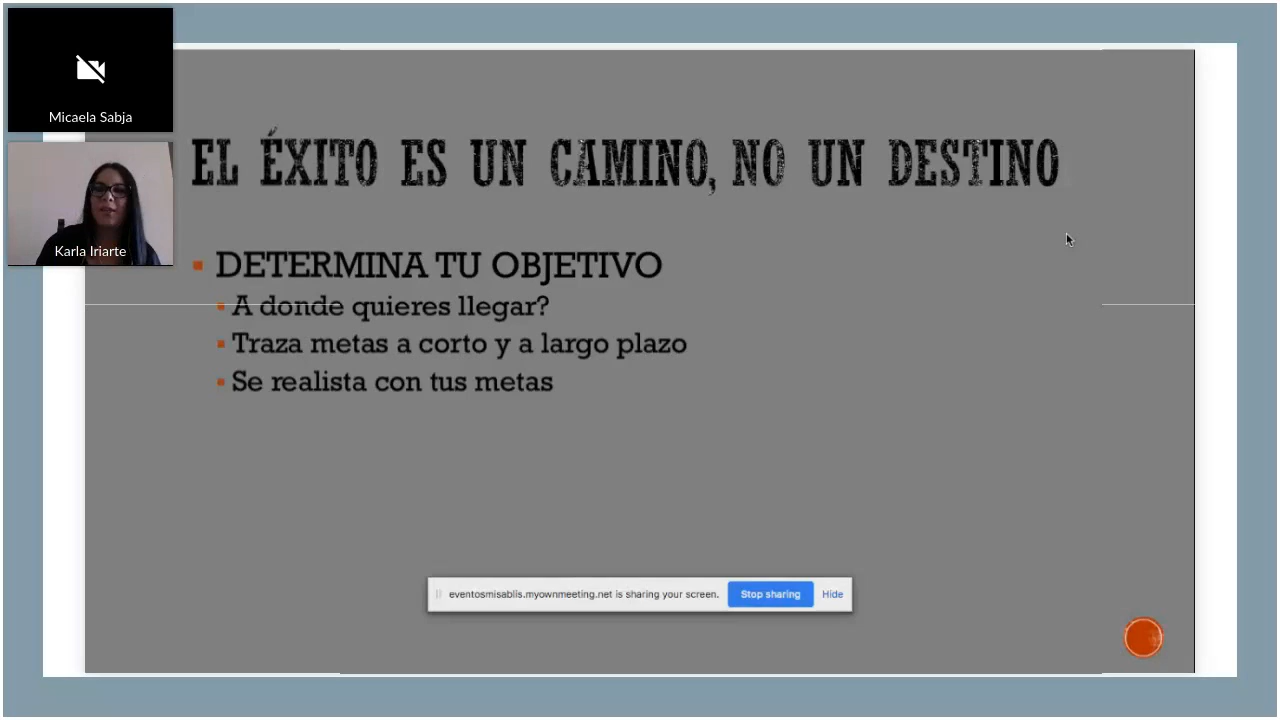 Micaela Sabja
Karla Iriarte
EL ÉXITO ES UN CAMINO, NO UN DESTINO
DETERMINA TU OBJETIVO
A donde quieres llegar?
Traza metas a corto y a largo plazo
Se realista con tus metas
eventosmisablis.myownmeeting.net is sharing your screen. Stop sharing Hide